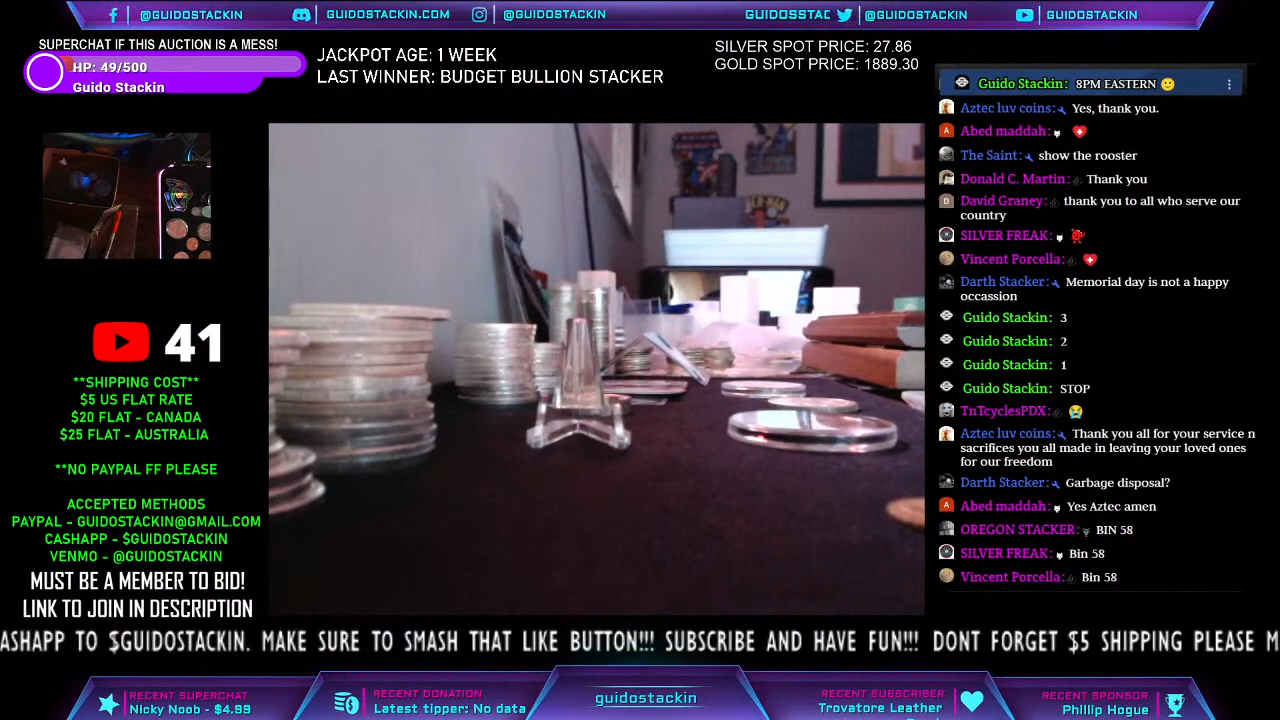 @GUIDOSTACKIN
GUIDOSTACKIN.COM
@GUIDOSTACKIN
GUIDOSSTAC
@GUIDOSTACKIN
GUIDOSTACKIN
SUPERCHAT IF THIS AUCTION IS A MESS!
HP: 49/500
Guido Stackin
JACKPOT AGE: 1 WEEK
LAST WINNER: BUDGET BULLION STACKER
SILVER SPOT PRICE: 27.86
GOLD SPOT PRICE: 1889.30
Guido Stackin: 8PM EASTERN
Aztec luv coins: Yes, thank you.
Abed maddah:
The Saint: show the rooster
Donald C. Martin: Thank you
David Graney: thank you to all who serve our
country
SILVER FREAK:
Vincent Porcella:
Darth Stacker: Memorial day is not a happy
occassion
Guido Stackin: 3
Guido Stackin: 2
Guido Stackin: 1
Guido Stackin: STOP
TnTcyclesPDX:
Aztec luv coins: Thank you all for your service n
sacrifices you all made in leaving your loved ones
for our freedom
Darth Stacker: Garbage disposal?
Abed maddah: Yes Aztec amen
OREGON STACKER: BIN 58
SILVER FREAK: Bin 58
Vincent Porcella: Bin 58
41
**SHIPPING COST**
$5 US FLAT RATE
$20 FLAT - CANADA
$25 FLAT - AUSTRALIA
**NO PAYPAL FF PLEASE
ACCEPTED METHODS
PAYPAL - GUIDOSTACKIN@GMAIL.COM
CASHAPP - $GUIDOSTACKIN
VENMO - @GUIDOSTACKIN
MUST BE A MEMBER TO BID!
LINK TO JOIN IN DESCRIPTION
ASHAPP TO $GUIDOSTACKIN. MAKE SURE TO SMASH THAT LIKE BUTTON!!! SUBSCRIBE AND HAVE FUN!!! DONT FORGET $5 SHIPPING PLEASE M
RECENT SUPERCHAT
Nicky Noob - $4.99
RECENT DONATION
Latest tipper: No data
guidostackin
RECENT SUBSCRIBER
Trovatore Leather
RECENT SPONSOR
Phillip Hogue